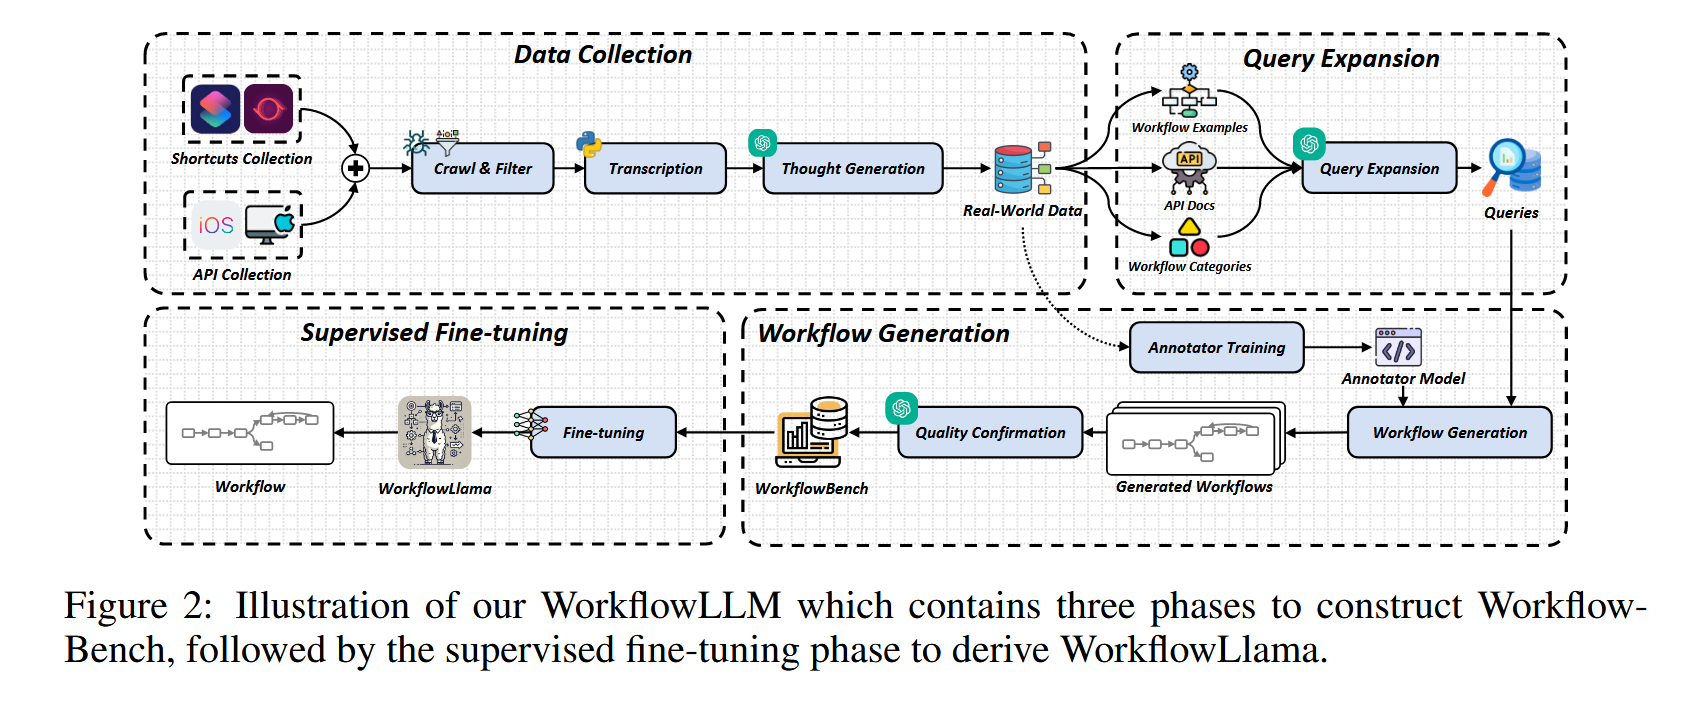 Data Collection
Shortcuts Collection
iOS
API Collection
Crawl & Filter
Transcription
Thought Generation
Real-World Data
Query Expansion
Workflow Examples
API
API Docs
Workflow Categories
Query Expansion
Queries
Supervised Fine-tuning
Workflow
WorkflowLlama
Fine-tuning
Workflow Generation
Annotator Training
</>
Annotator Model
WorkflowBench
Quality Confirmation
Generated Workflows
Workflow Generation
Figure 2: Illustration of our WorkflowLLM which contains three phases to construct Workflow-
Bench, followed by the supervised fine-tuning phase to derive WorkflowLlama.